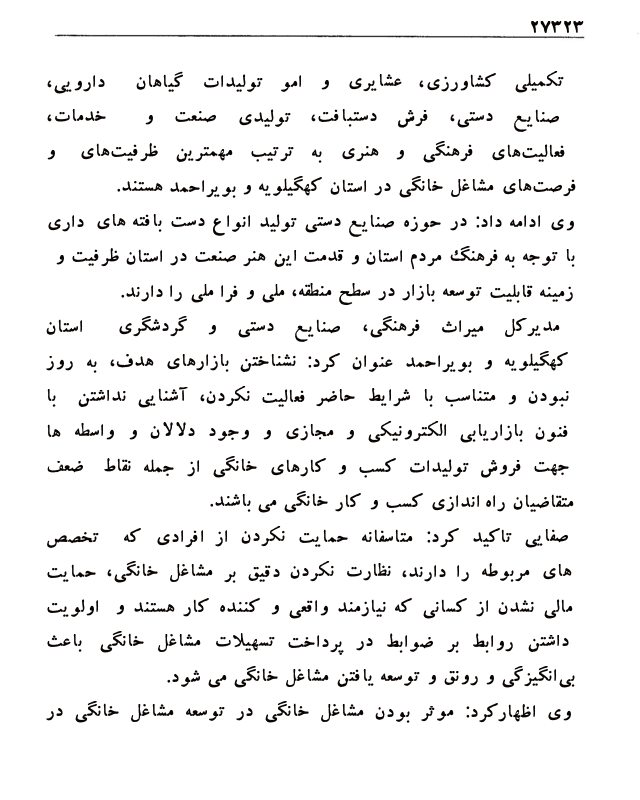 ۲۷۳۲۳
تکمیلی کشاورزی، عشایری و امو تولیدات گیاهان دارویی،
صنایع دستی، فرش دستبافت، تولیدی صنعت و خدمات،
فعالیت‌های فرهنگی و هنری به ترتیب مهمترین ظرفیت‌های و
فرصت‌های مشاغل خانگی در استان کهگیلویه و بویراحمد هستند.
وی ادامه داد: در حوزه صنایع دستی تولید انواع دست بافته های داری
با توجه به فرهنگ مردم استان و قدمت این هنر صنعت در استان ظرفیت و
زمینه قابلیت توسعه بازار در سطح منطقه، ملی و فرا ملی را دارند.
مدیرکل میراث فرهنگی، صنایع دستی و گردشگری استان
کهگیلویه و بویراحمد عنوان کرد: نشناختن بازارهای هدف، به روز
نبودن و متناسب با شرایط حاضر فعالیت نکردن، آشنایی نداشتن با
فنون بازاریابی الکترونیکی و مجازی و وجود دلالان و واسطه ها
جهت فروش تولیدات کسب و کارهای خانگی از جمله نقاط ضعف
متقاضیان راه اندازی کسب و کار خانگی می باشند.
صفایی تاکید کرد: متاسفانه حمایت نکردن از افرادی که تخصص
های مربوطه را دارند، نظارت نکردن دقیق بر مشاغل خانگی، حمایت
مالی نشدن از کسانی که نیازمند واقعی و کننده کار هستند و اولویت
داشتن روابط بر ضوابط در پرداخت تسهیلات مشاغل خانگی باعث
بی‌انگیزگی و رونق و توسعه یافتن مشاغل خانگی می شود.
وی اظهارکرد: موثر بودن مشاغل خانگی در توسعه مشاغل خانگی در